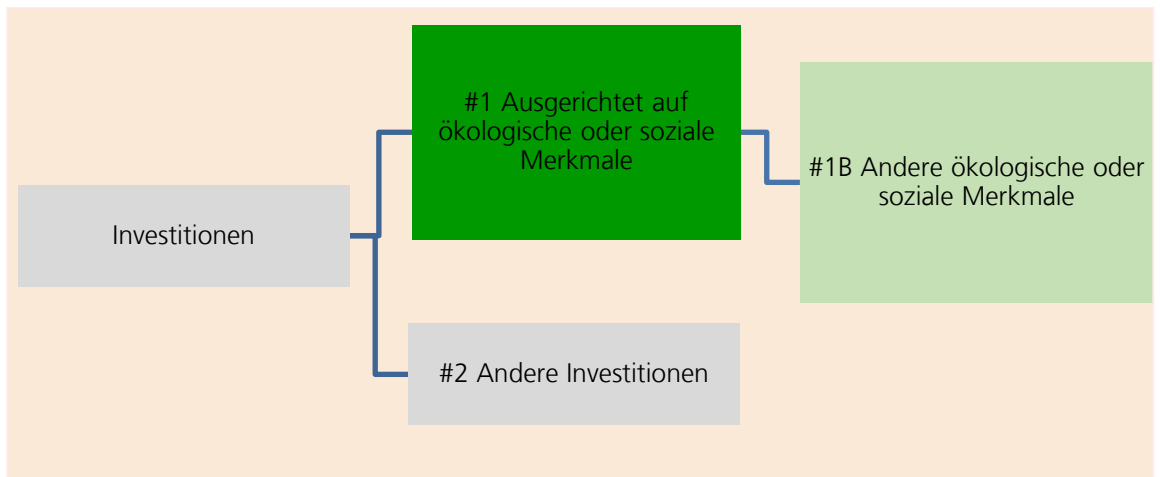 Investitionen
#1 Ausgerichtet auf
ökologische oder soziale
Merkmale
#1B Andere ökologische oder
soziale Merkmale
#2 Andere Investitionen